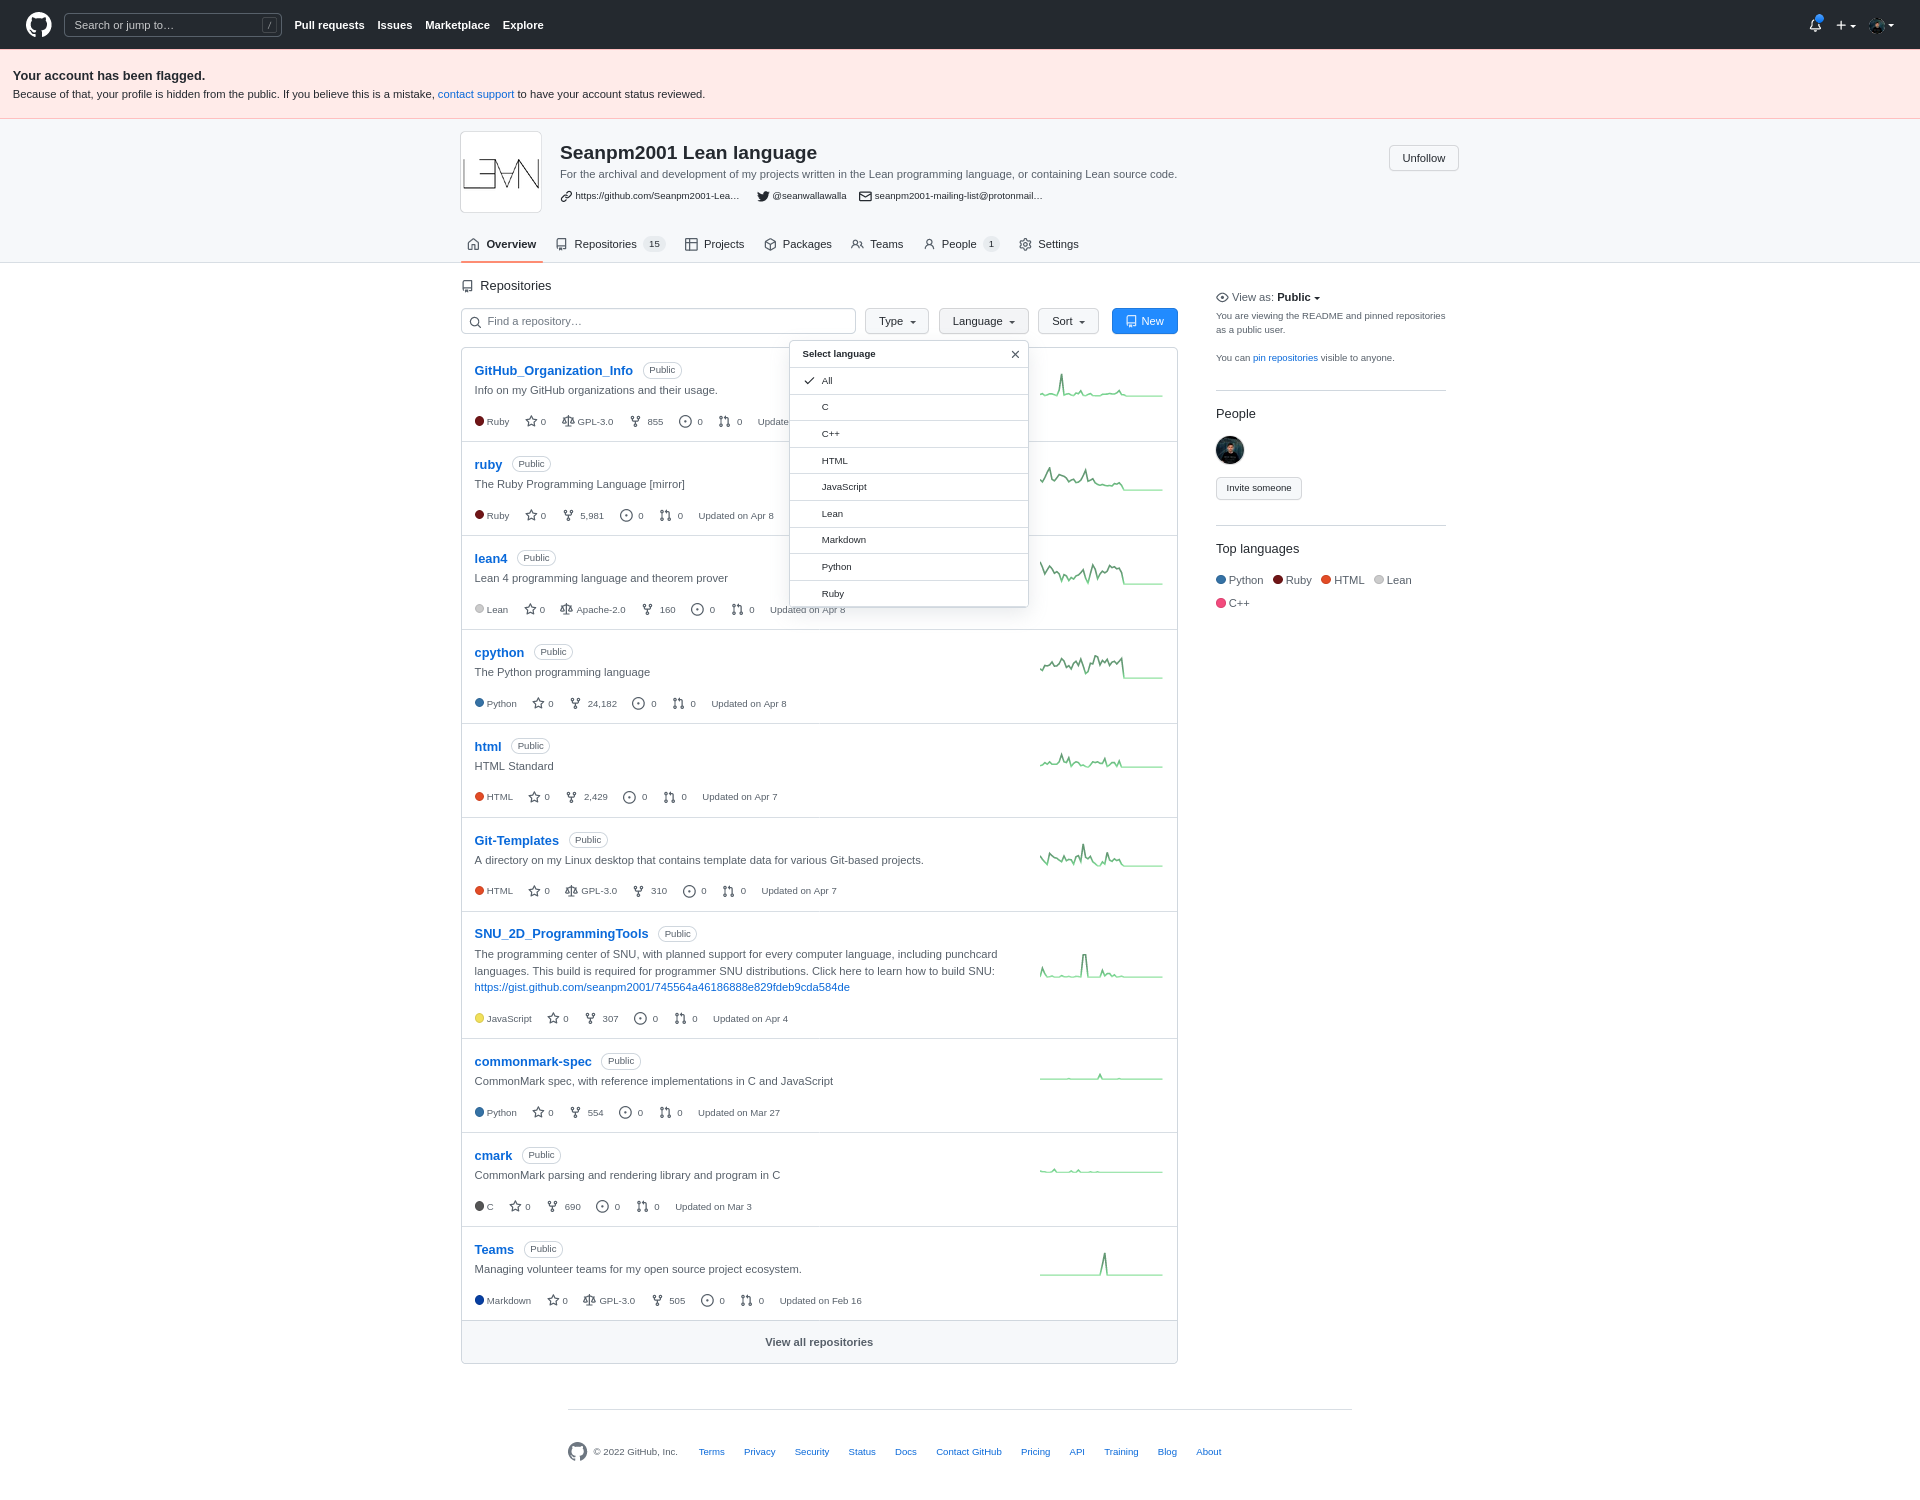 Search or jump to… /
Pull requests Issues Marketplace Explore
Your account has been flagged.
Because of that, your profile is hidden from the public. If you believe this is a mistake, contact support to have your account status reviewed.
LEAN
Seanpm2001 Lean language
For the archival and development of my projects written in the Lean programming language, or containing Lean source code.
https://github.com/Seanpm2001-Lea… @seanwallawalla seanpm2001-mailing-list@protonmail…
Unfollow
Overview Repositories 15 Projects Packages Teams People 1 Settings
Repositories
Find a repository… Type Language Sort New
Select language
All
C
C++
HTML
JavaScript
Lean
Markdown
Python
Ruby
GitHub_Organization_Info Public
Info on my GitHub organizations and their usage.
Ruby 0 GPL-3.0 855 0 0 Update
ruby Public
The Ruby Programming Language [mirror]
Ruby 0 5,981 0 0 Updated on Apr 8
lean4 Public
Lean 4 programming language and theorem prover
Lean 0 Apache-2.0 160 0 0 Updated on Apr 8
cpython Public
The Python programming language
Python 0 24,182 0 0 Updated on Apr 8
html Public
HTML Standard
HTML 0 2,429 0 0 Updated on Apr 7
Git-Templates Public
A directory on my Linux desktop that contains template data for various Git-based projects.
HTML 0 GPL-3.0 310 0 0 Updated on Apr 7
SNU_2D_ProgrammingTools Public
The programming center of SNU, with planned support for every computer language, including punchcard
languages. This build is required for programmer SNU distributions. Click here to learn how to build SNU:
https://gist.github.com/seanpm2001/745564a46186888e829fdeb9cda584de
JavaScript 0 307 0 0 Updated on Apr 4
commonmark-spec Public
CommonMark spec, with reference implementations in C and JavaScript
Python 0 554 0 0 Updated on Mar 27
cmark Public
CommonMark parsing and rendering library and program in C
C 0 690 0 0 Updated on Mar 3
Teams Public
Managing volunteer teams for my open source project ecosystem.
Markdown 0 GPL-3.0 505 0 0 Updated on Feb 16
View all repositories
View as: Public
You are viewing the README and pinned repositories
as a public user.
You can pin repositories visible to anyone.
People
Invite someone
Top languages
Python Ruby HTML Lean
C++
© 2022 GitHub, Inc. Terms Privacy Security Status Docs Contact GitHub Pricing API Training Blog About